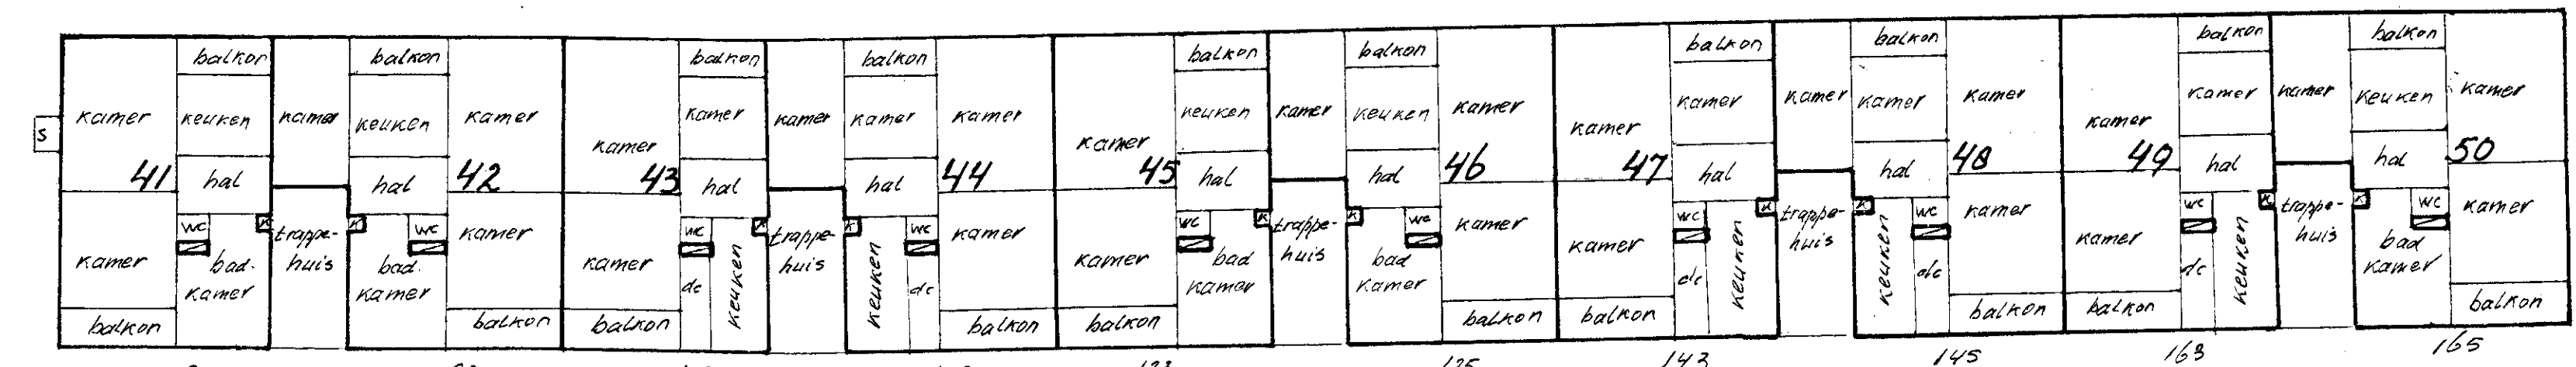 balkon balkon balkon balkon balkon balkon balkon balkon balkon balkon
kamer keuken kamer keuken kamer kamer kamer kamer kamer kamer kamer keuken kamer keuken kamer kamer kamer kamer kamer kamer kamer kamer kamer keuken kamer
S
41 hal hal 42 43 hal hal 44 45 hal hal 46 47 hal hal 48 49 hal hal 50
wc K K wc wc K K wc wc K K wc wc K K wc wc K K wc
kamer bad. kamer trappe- huis bad. kamer kamer
kamer dc keuken trappe- huis keuken dc kamer
kamer bad kamer trappe- huis bad kamer kamer
kamer dc keuken trappe- huis keuken dc kamer
kamer dc keuken trappe- huis bad kamer kamer
balkon balkon balkon balkon balkon balkon balkon balkon balkon balkon
143 145 163 165